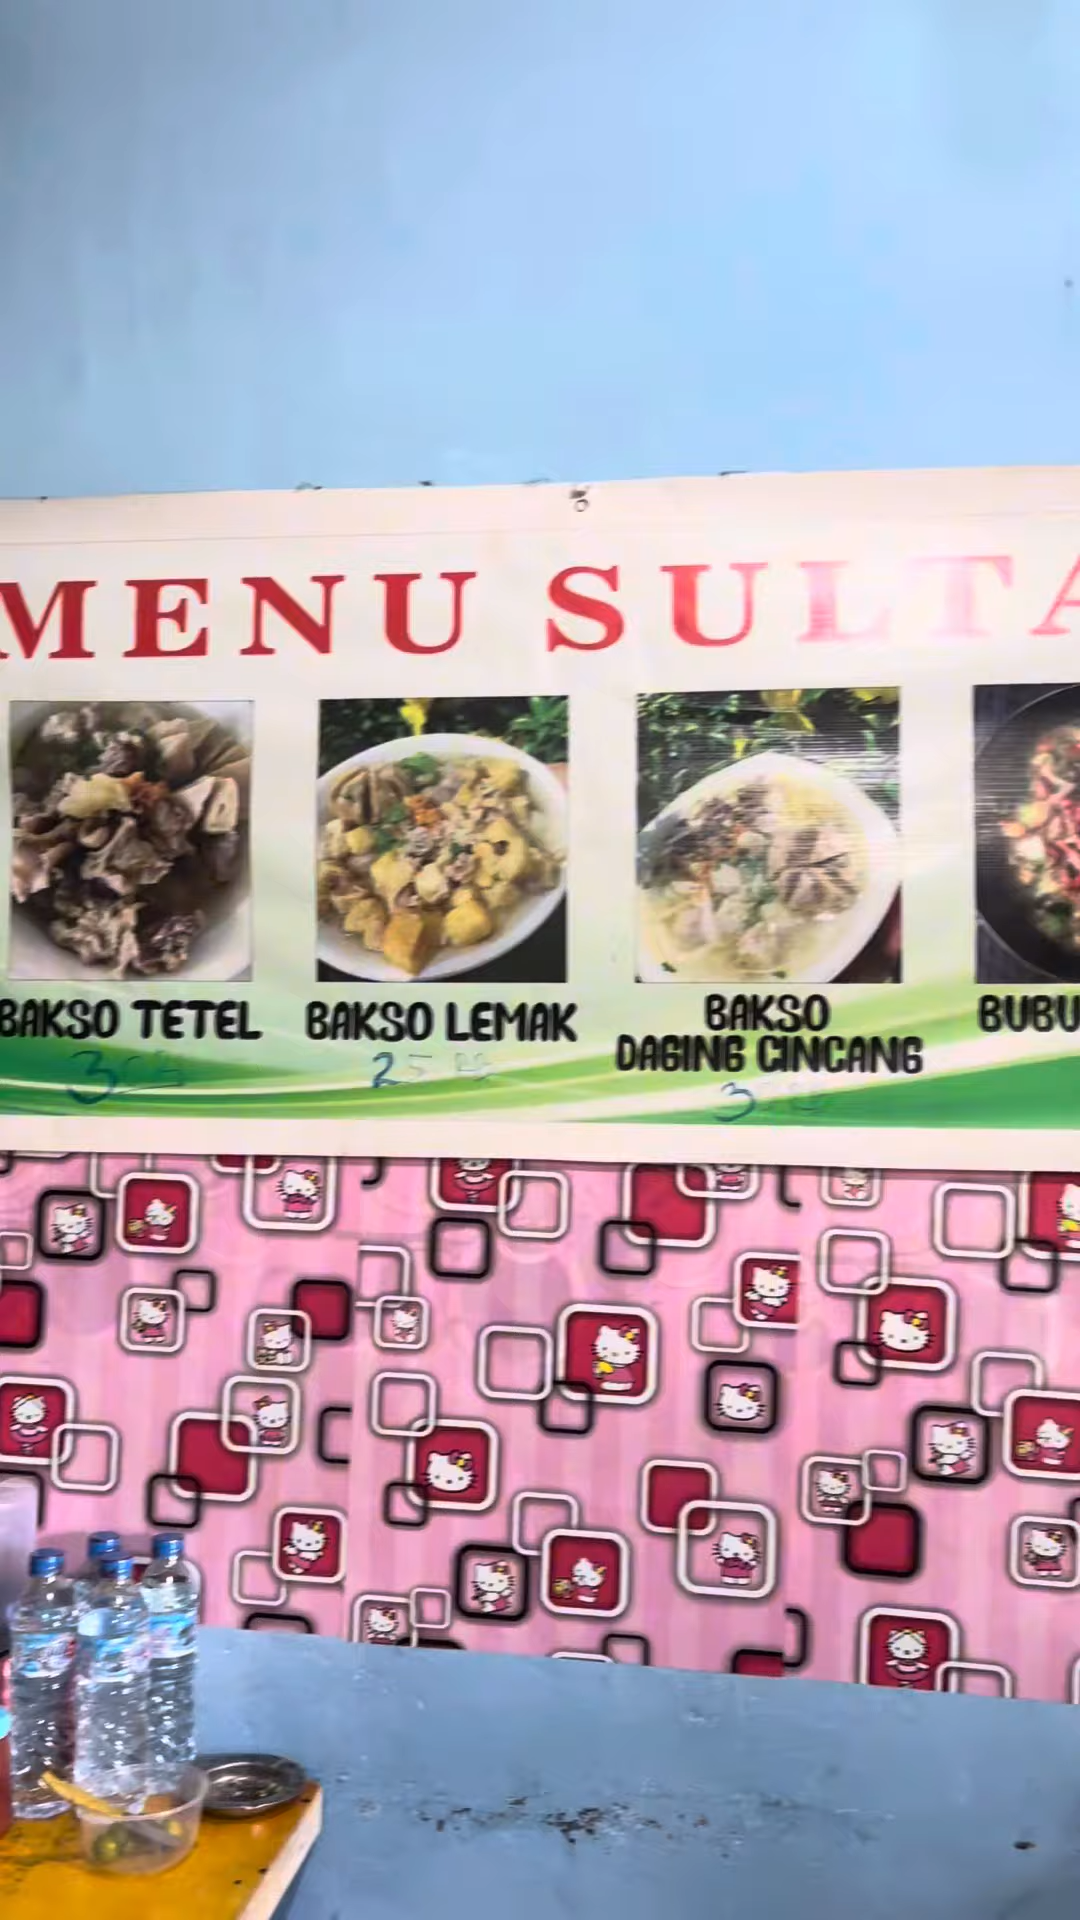 MENU SULTA
BAKSO TETEL
BAKSO LEMAK
BAKSO
DAGING CINCANG
BUBU